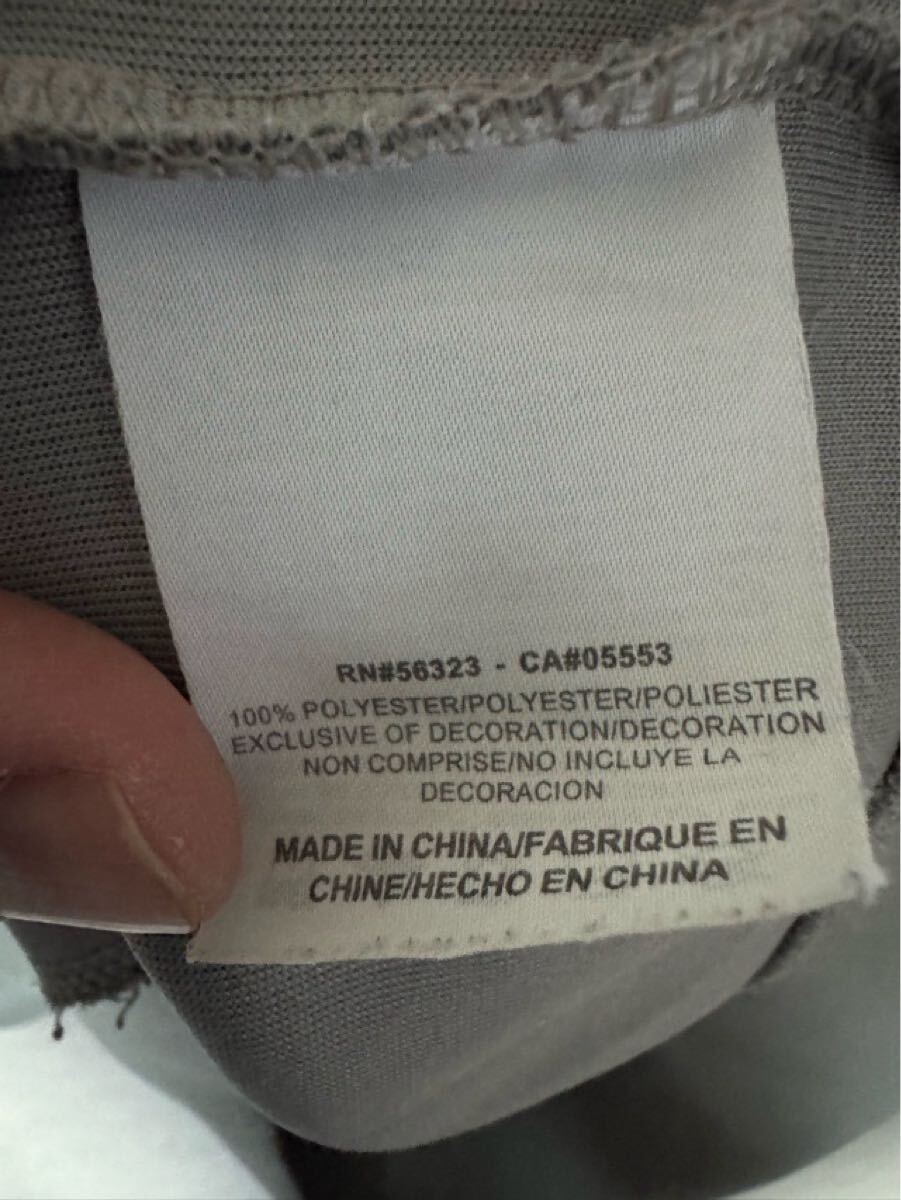 RN#56323 - CA#05553
100% POLYESTER/POLYESTER/POLIESTER
EXCLUSIVE OF DECORATION/DECORATION
NON COMPRISE/NO INCLUYE LA
DECORACION
MADE IN CHINA/FABRIQUE EN
CHINE/HECHO EN CHINA